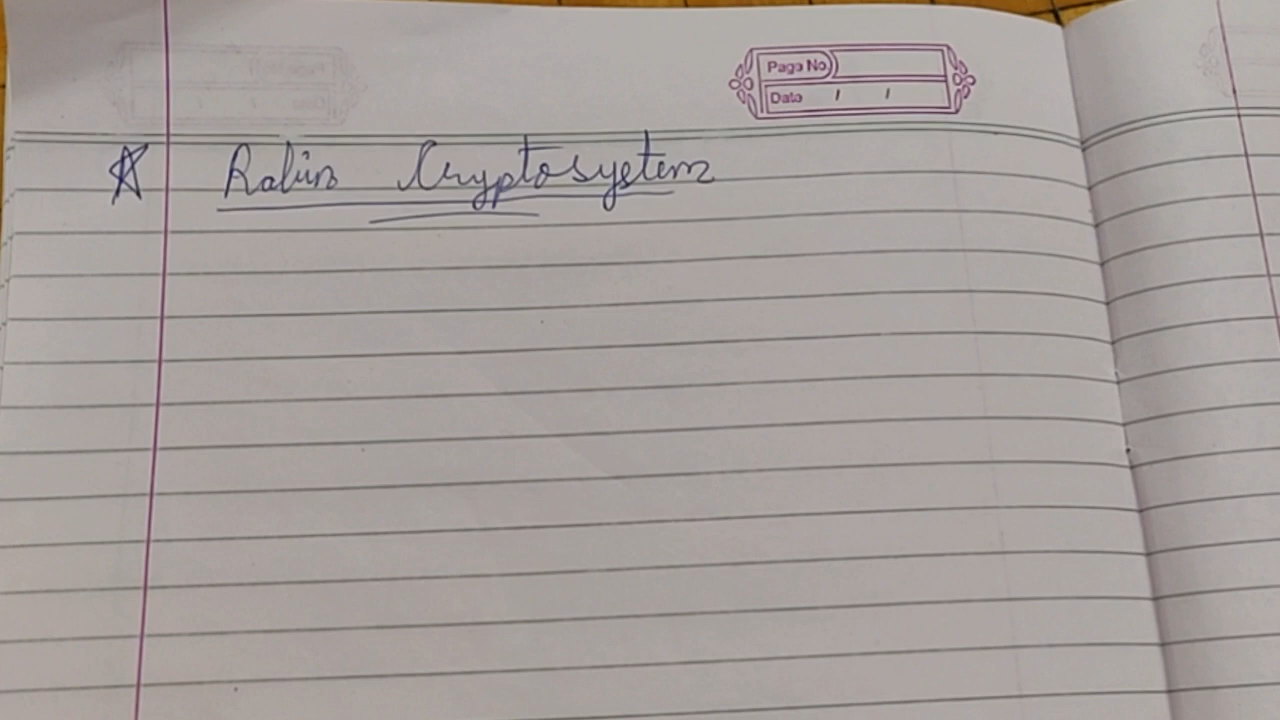 Page No.
Date / /
☆ Rabin Cryptosystem